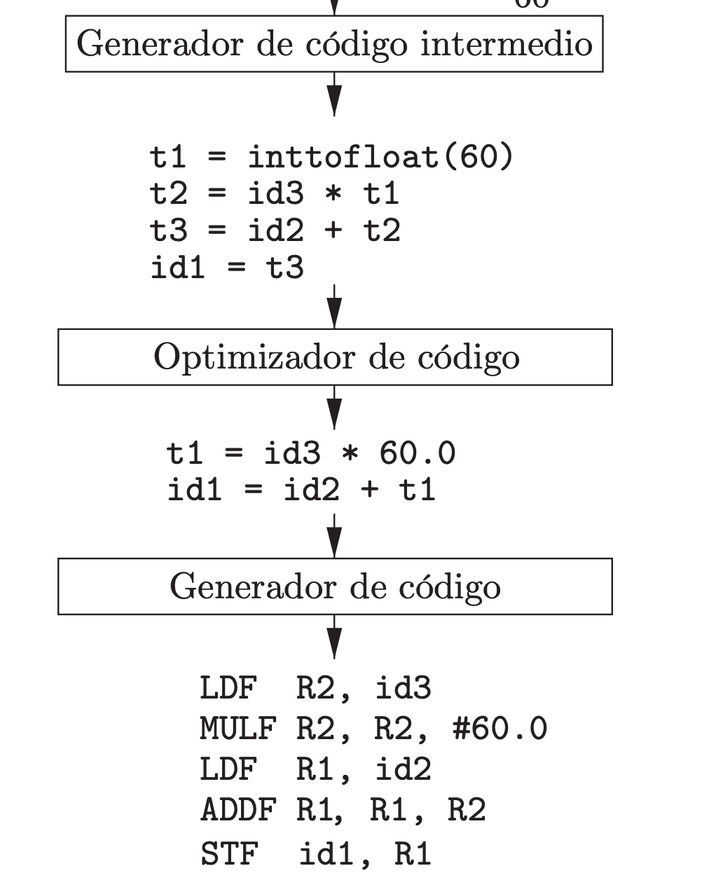 60
Generador de código intermedio
t1 = inttofloat(60)
t2 = id3 * t1
t3 = id2 + t2
id1 = t3
Optimizador de código
t1 = id3 * 60.0
id1 = id2 + t1
Generador de código
LDF R2, id3
MULF R2, R2, #60.0
LDF R1, id2
ADDF R1, R1, R2
STF id1, R1